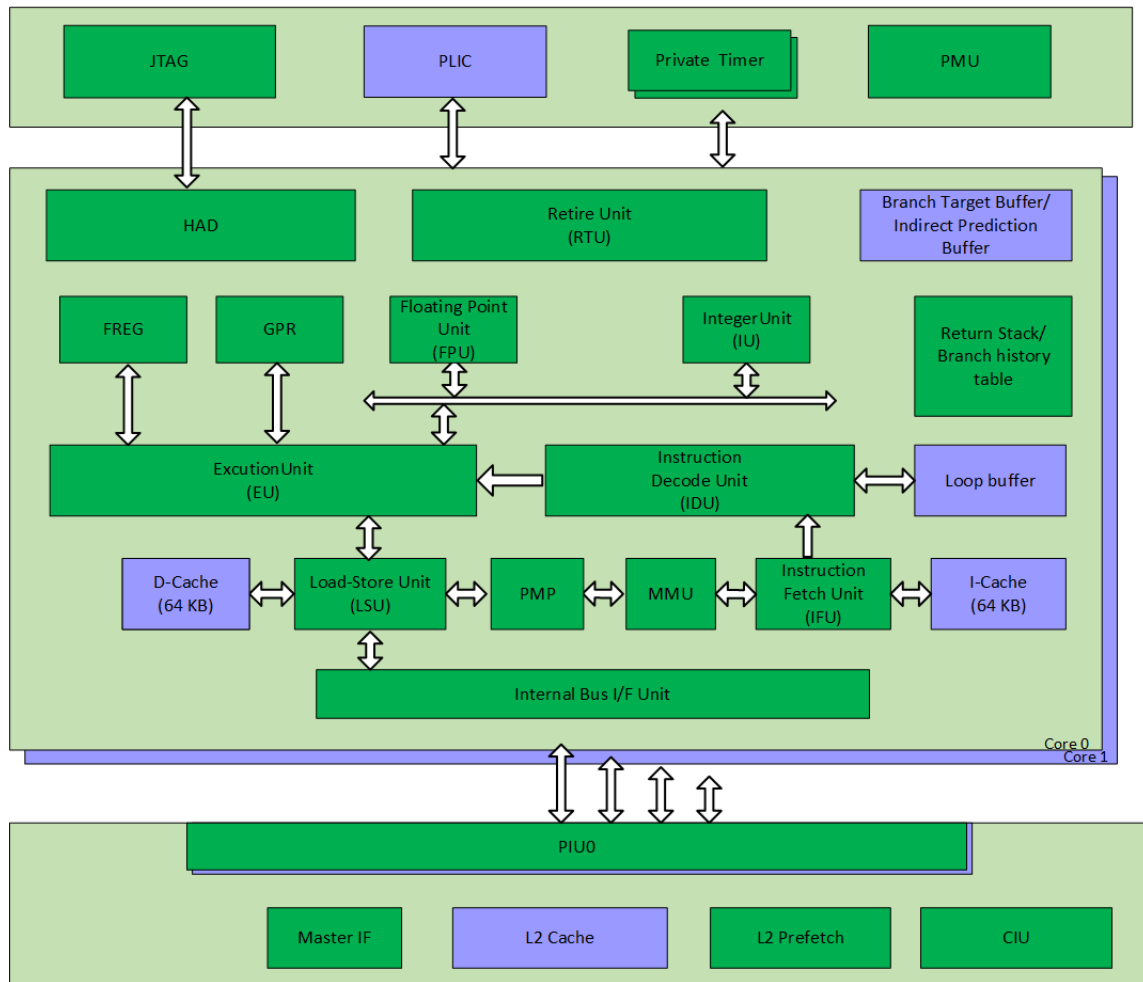 JTAG
PLIC
Private Timer
PMU
HAD
Retire Unit
(RTU)
Branch Target Buffer/
Indirect Prediction
Buffer
FREG
GPR
Floating Point
Unit
(FPU)
IntegerUnit
(IU)
Return Stack/
Branch history
table
ExcutionUnit
(EU)
Instruction
Decode Unit
(IDU)
Loop buffer
D-Cache
(64 KB)
Load-Store Unit
(LSU)
PMP
MMU
Instruction
Fetch Unit
(IFU)
I-Cache
(64 KB)
Internal Bus I/F Unit
Core 0
Core 1
PIU0
Master IF
L2 Cache
L2 Prefetch
CIU